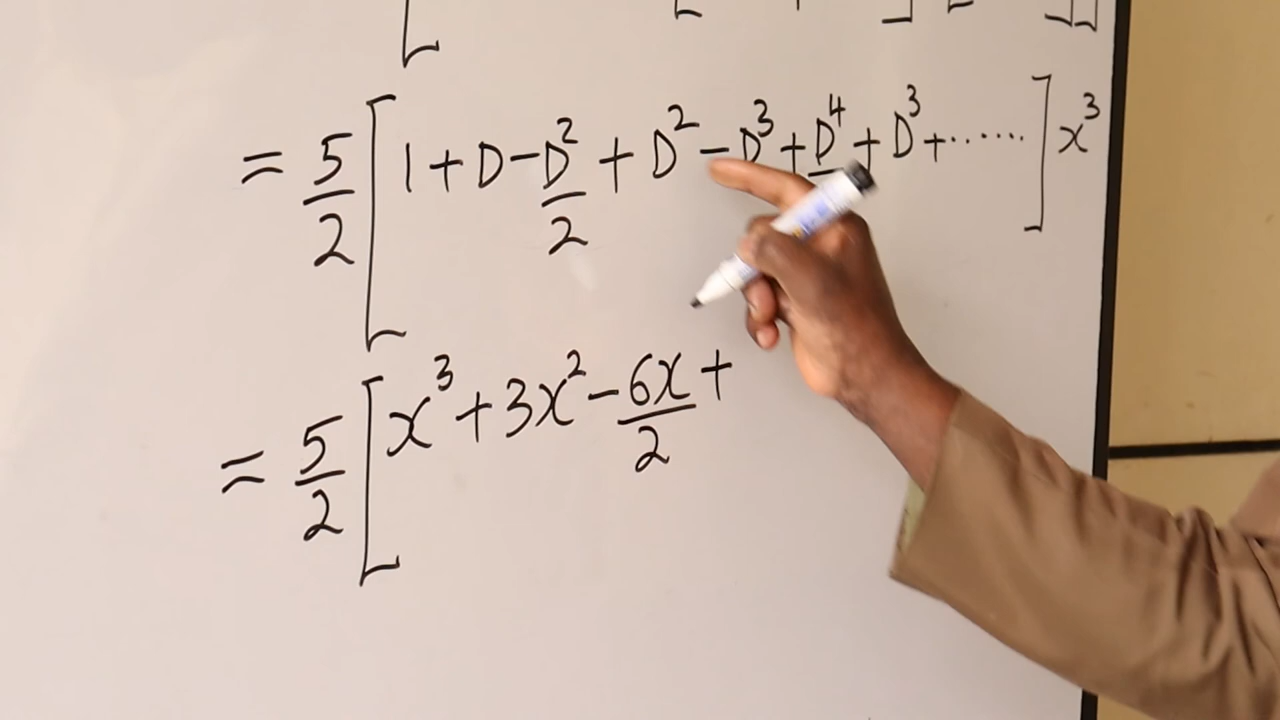 = 5/2 [ 1 + D - D²/2 + D² - D³ + D⁴ + D³ + ...... ] x³
= 5/2 [ x³ + 3x² - 6x/2 +